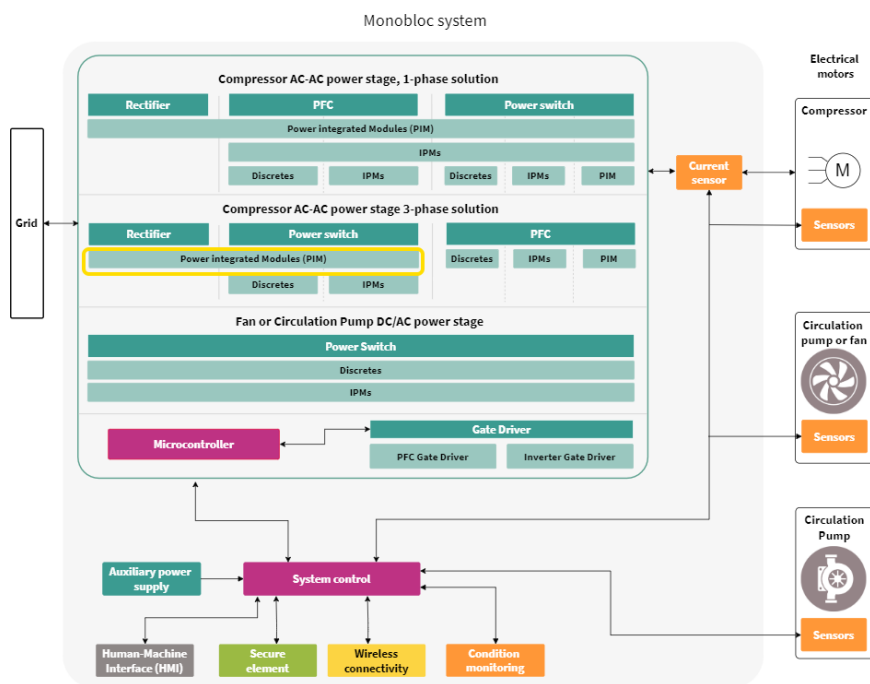 Monobloc system
Compressor AC-AC power stage, 1-phase solution
Rectifier
PFC
Power switch
Power integrated Modules (PIM)
IPMs
Discretes
IPMs
Discretes
IPMs
PIM
Compressor AC-AC power stage 3-phase solution
Rectifier
Power switch
PFC
Power integrated Modules (PIM)
Discretes
IPMs
PIM
Discretes
IPMs
Fan or Circulation Pump DC/AC power stage
Power Switch
Discretes
IPMs
Microcontroller
Gate Driver
PFC Gate Driver
Inverter Gate Driver
Grid
Current
sensor
Electrical
motors
Compressor
M
Sensors
Circulation
pump or fan
Sensors
Circulation
Pump
Sensors
Auxiliary power
supply
System control
Human-Machine
Interface (HMI)
Secure
element
Wireless
connectivity
Condition
monitoring